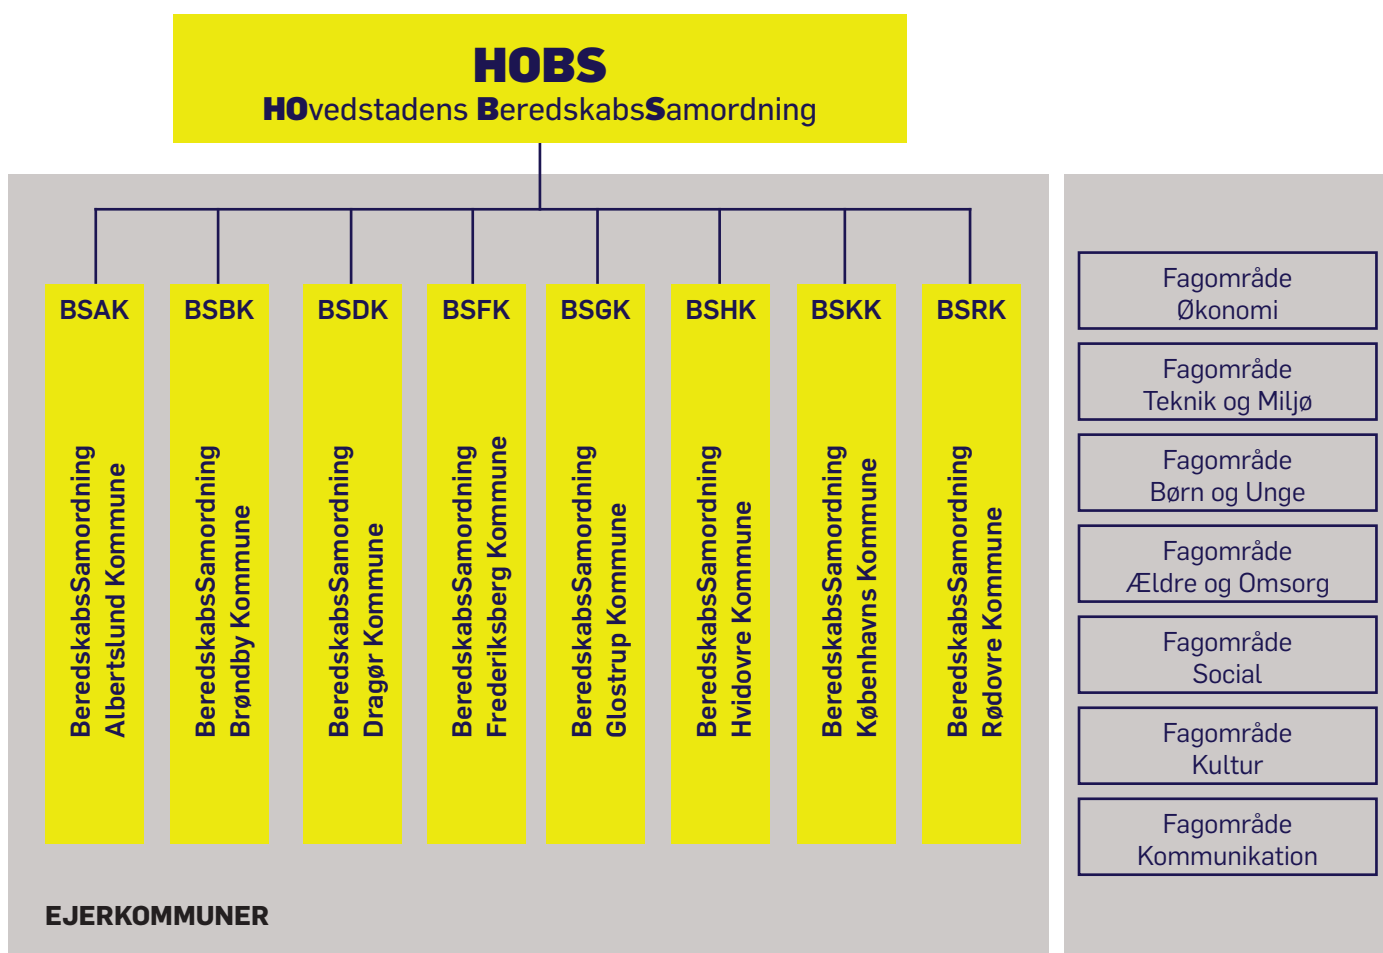 HOBS
HOvedstadens BeredskabsSamordning
BSAK
BeredskabsSamordning
Albertslund Kommune
BSBK
BeredskabsSamordning
Brøndby Kommune
BSDK
BeredskabsSamordning
Dragør Kommune
BSFK
BeredskabsSamordning
Frederiksberg Kommune
BSGK
BeredskabsSamordning
Glostrup Kommune
BSHK
BeredskabsSamordning
Hvidovre Kommune
BSKK
BeredskabsSamordning
Københavns Kommune
BSRK
BeredskabsSamordning
Rødovre Kommune
EJERKOMMUNER
Fagområde
Økonomi
Fagområde
Teknik og Miljø
Fagområde
Børn og Unge
Fagområde
Ældre og Omsorg
Fagområde
Social
Fagområde
Kultur
Fagområde
Kommunikation